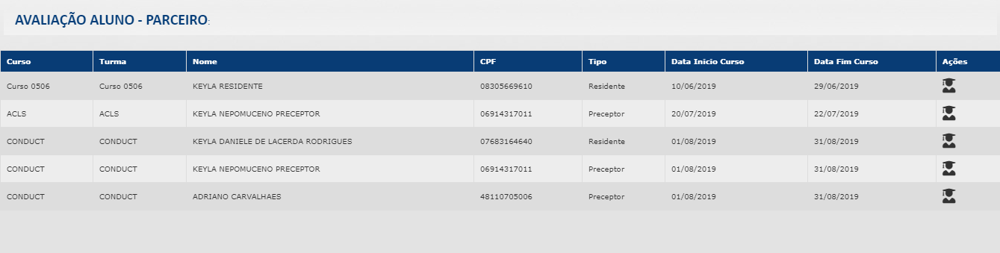 AVALIAÇÃO ALUNO - PARCEIRO:
Curso Turma Nome CPF Tipo Data Inicio Curso Data Fim Curso Ações
Curso 0506 Curso 0506 KEYLA RESIDENTE 08305669610 Residente 10/06/2019 29/06/2019
ACLS ACLS KEYLA NEPOMUCENO PRECEPTOR 06914317011 Preceptor 20/07/2019 22/07/2019
CONDUCT CONDUCT KEYLA DANIELE DE LACERDA RODRIGUES 07683164640 Residente 01/08/2019 31/08/2019
CONDUCT CONDUCT KEYLA NEPOMUCENO PRECEPTOR 06914317011 Preceptor 01/08/2019 31/08/2019
CONDUCT CONDUCT ADRIANO CARVALHAES 48110705006 Preceptor 01/08/2019 31/08/2019